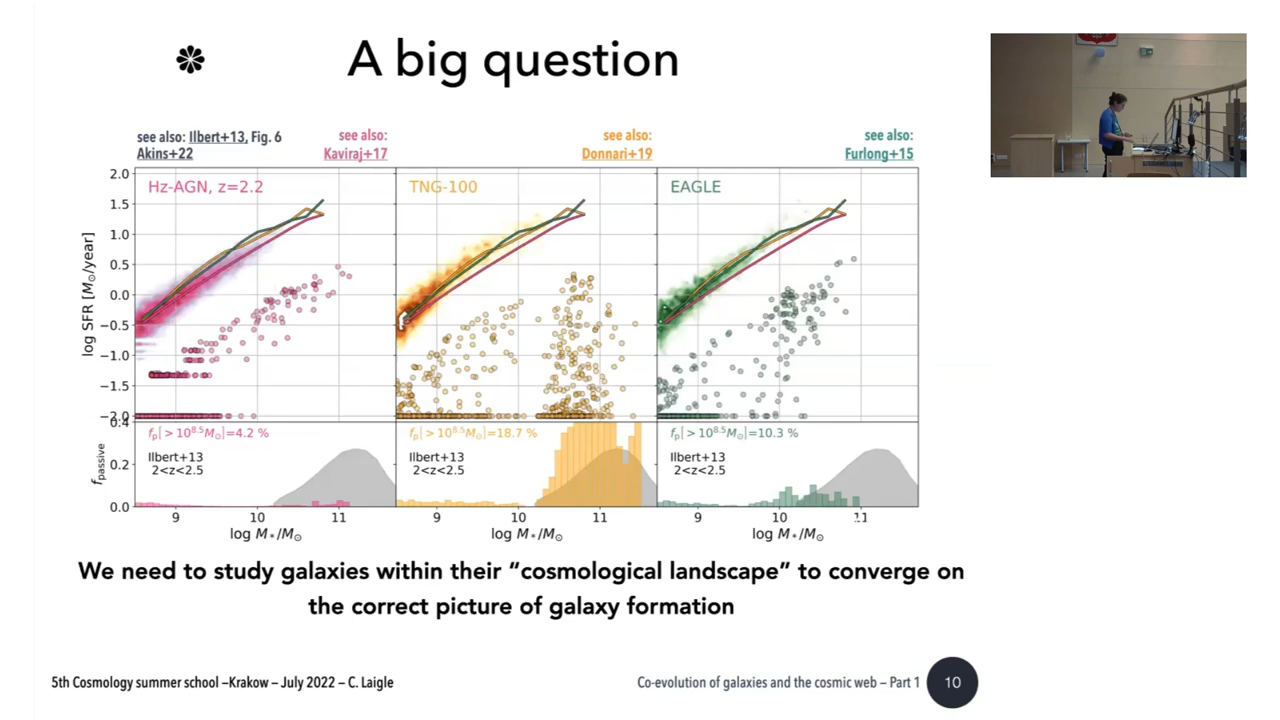 A big question
see also: Ilbert+13, Fig. 6
Akins+22
see also:
Kaviraj+17
see also:
Donnari+19
see also:
Furlong+15
Hz-AGN, z=2.2
TNG-100
EAGLE
log SFR [M⊙/year]
2.0
1.5
1.0
0.5
0.0
−0.5
−1.0
−1.5
−2.0
fₚ[>10^8.5 M⊙]=4.2 %
fₚ[>10^8.5 M⊙]=18.7 %
fₚ[>10^8.5 M⊙]=10.3 %
Ilbert+13
2<z<2.5
Ilbert+13
2<z<2.5
Ilbert+13
2<z<2.5
f_passive
0.4
0.2
0.0
9 10 11
9 10 11
9 10 11
log M*/M⊙
log M*/M⊙
log M*/M⊙
We need to study galaxies within their “cosmological landscape” to converge on
the correct picture of galaxy formation
5th Cosmology summer school –Krakow – July 2022 – C. Laigle
Co-evolution of galaxies and the cosmic web – Part 1
10